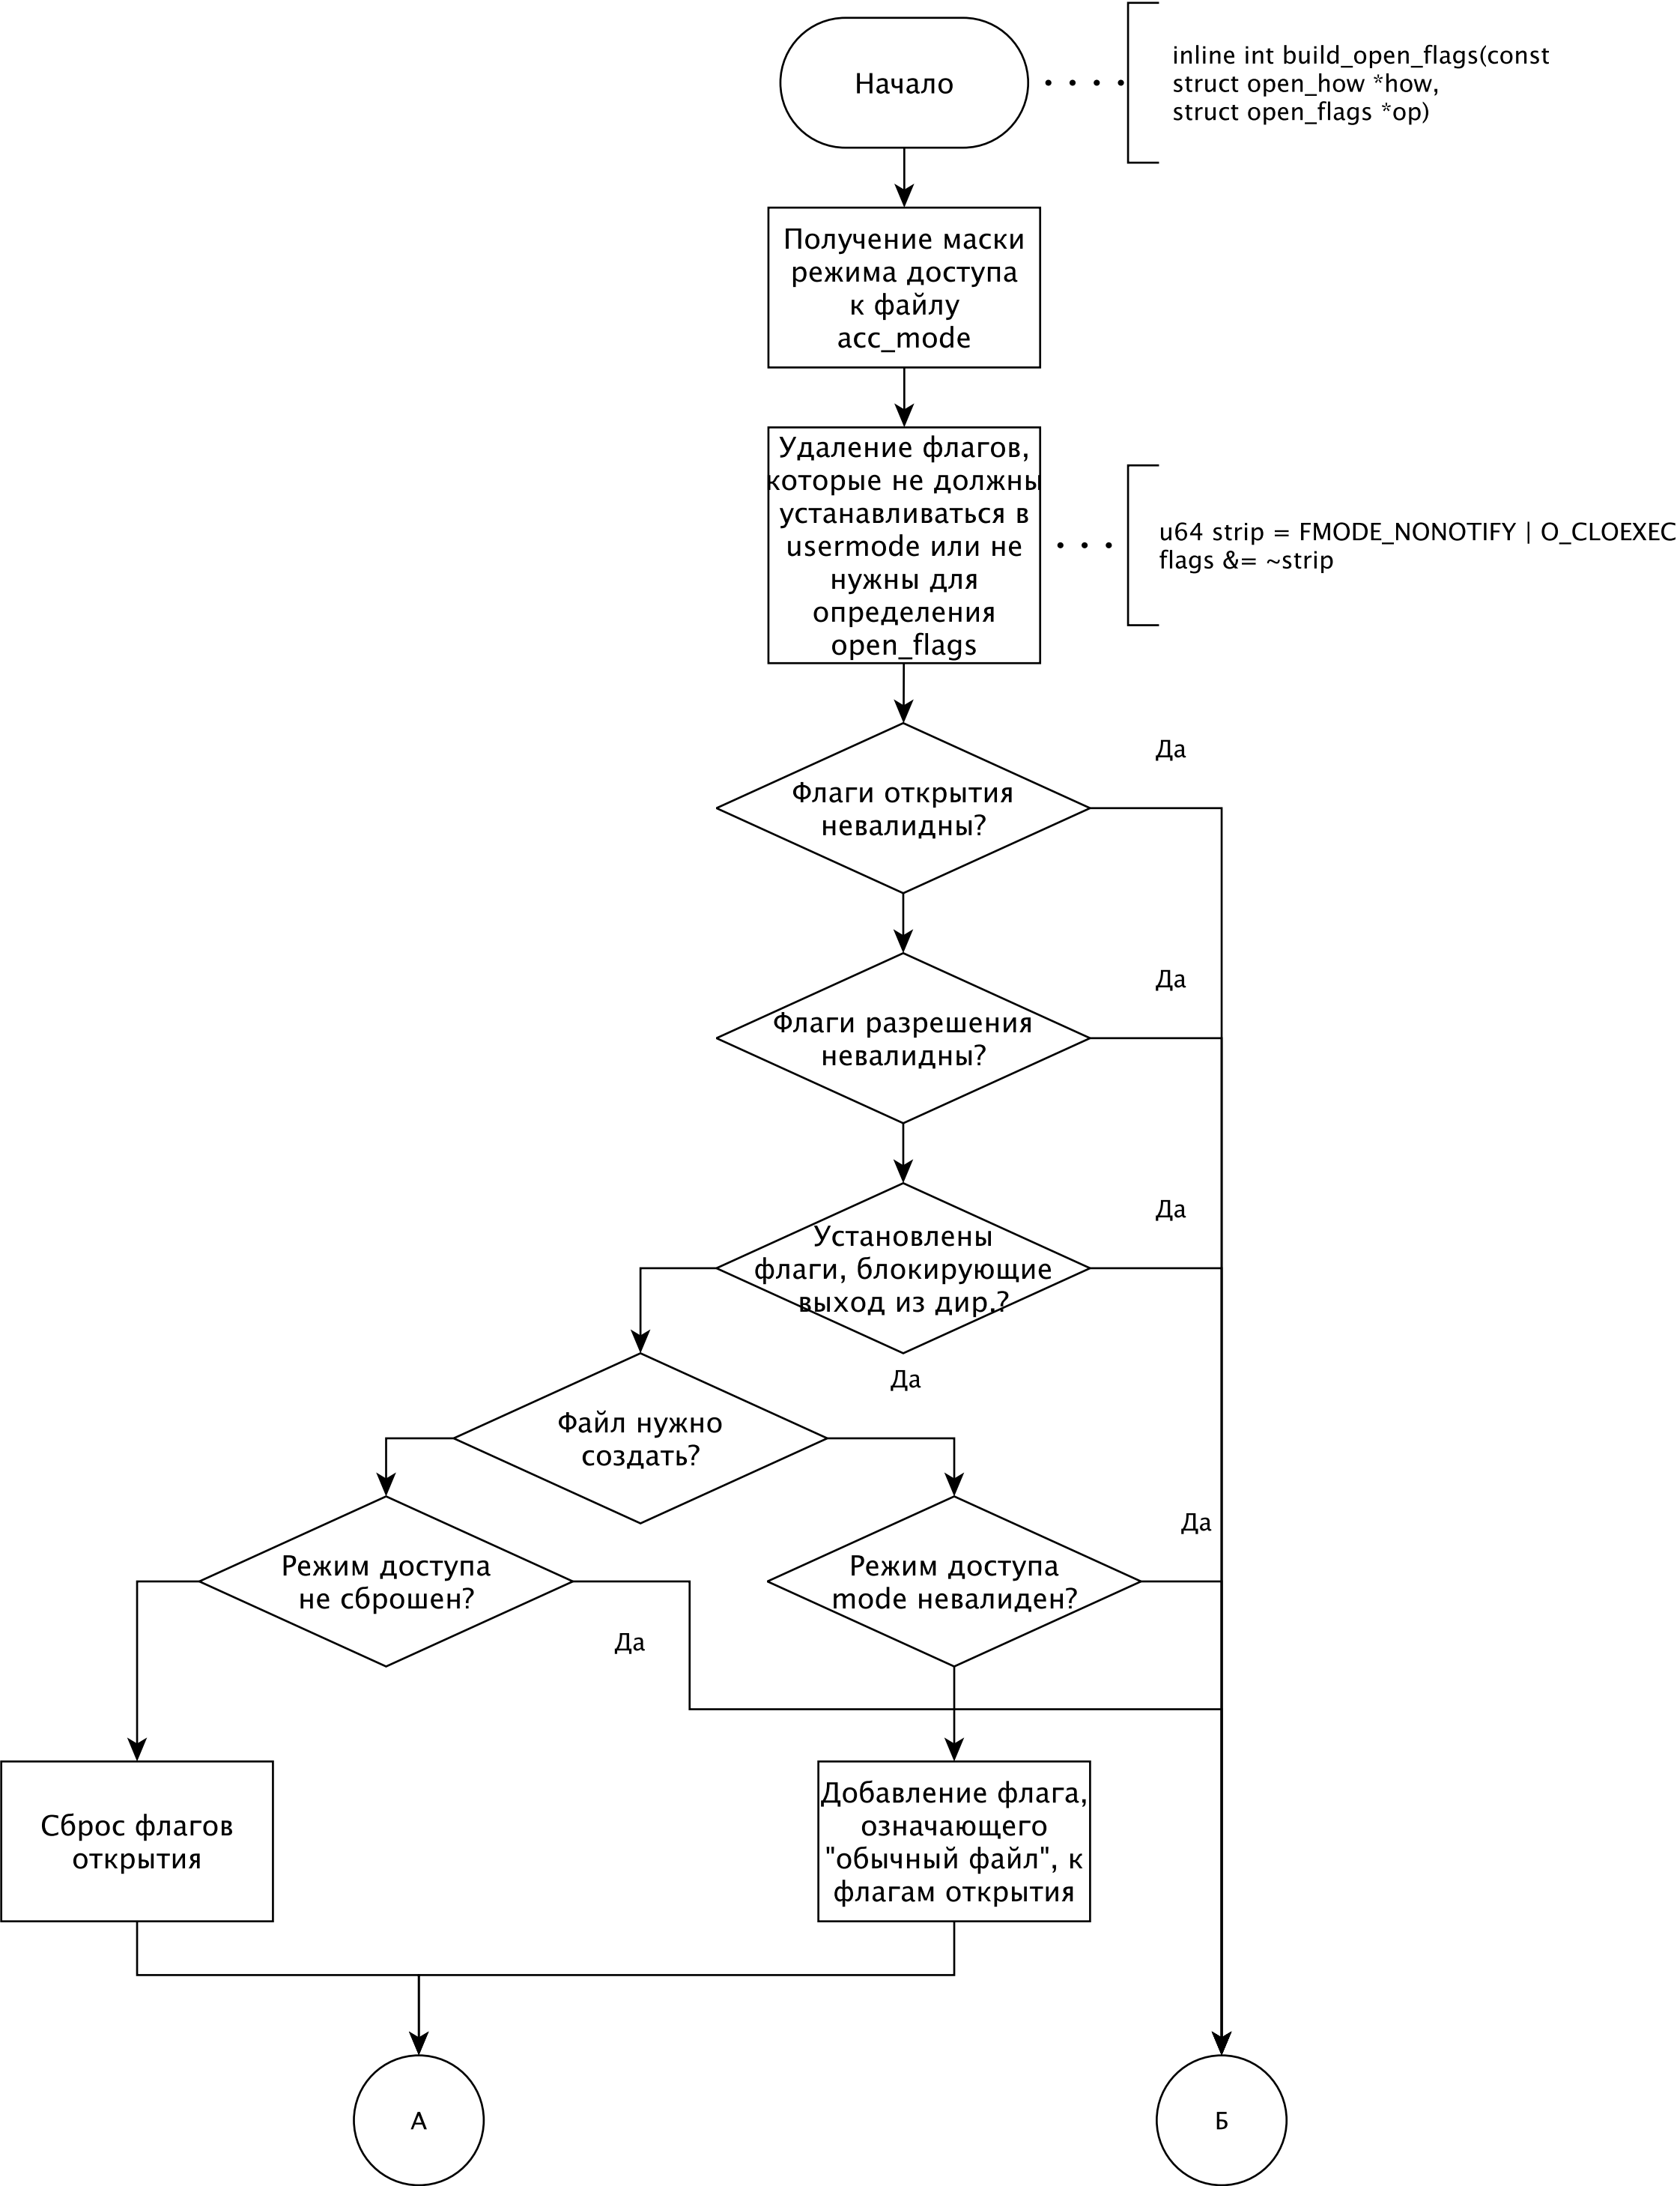 Начало
inline int build_open_flags(const
struct open_how *how,
struct open_flags *op)
Получение маски
режима доступа
к файлу
acc_mode
Удаление флагов,
которые не должны
устанавливаться в
usermode или не
нужны для
определения
open_flags
u64 strip = FMODE_NONOTIFY | O_CLOEXEC
flags &= ~strip
Да
Флаги открытия
невалидны?
Да
Флаги разрешения
невалидны?
Да
Установлены
флаги, блокирующие
выход из дир.?
Да
Файл нужно
создать?
Да
Режим доступа
не сброшен?
Режим доступа
mode невалиден?
Да
Сброс флагов
открытия
Добавление флага,
означающего
"обычный файл", к
флагам открытия
А
Б